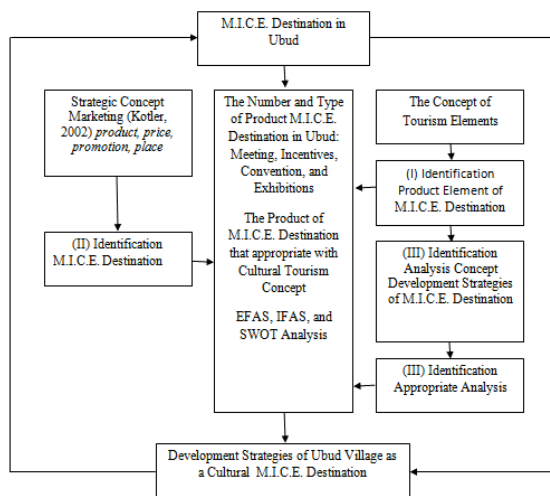 M.I.C.E. Destination in
Ubud
Strategic Concept
Marketing (Kotler,
2002) product, price,
promotion, place
(II) Identification
M.I.C.E. Destination
The Number and Type
of Product M.I.C.E.
Destination in Ubud:
Meeting, Incentives,
Convention, and
Exhibitions
The Product of
M.I.C.E. Destination
that appropriate with
Cultural Tourism
Concept
EFAS, IFAS, and
SWOT Analysis
The Concept of
Tourism Elements
(I) Identification
Product Element of
M.I.C.E. Destination
(III) Identification
Analysis Concept
Development Strategies
of M.I.C.E. Destination
(III) Identification
Appropriate Analysis
Development Strategies of Ubud Village as
a Cultural M.I.C.E. Destination